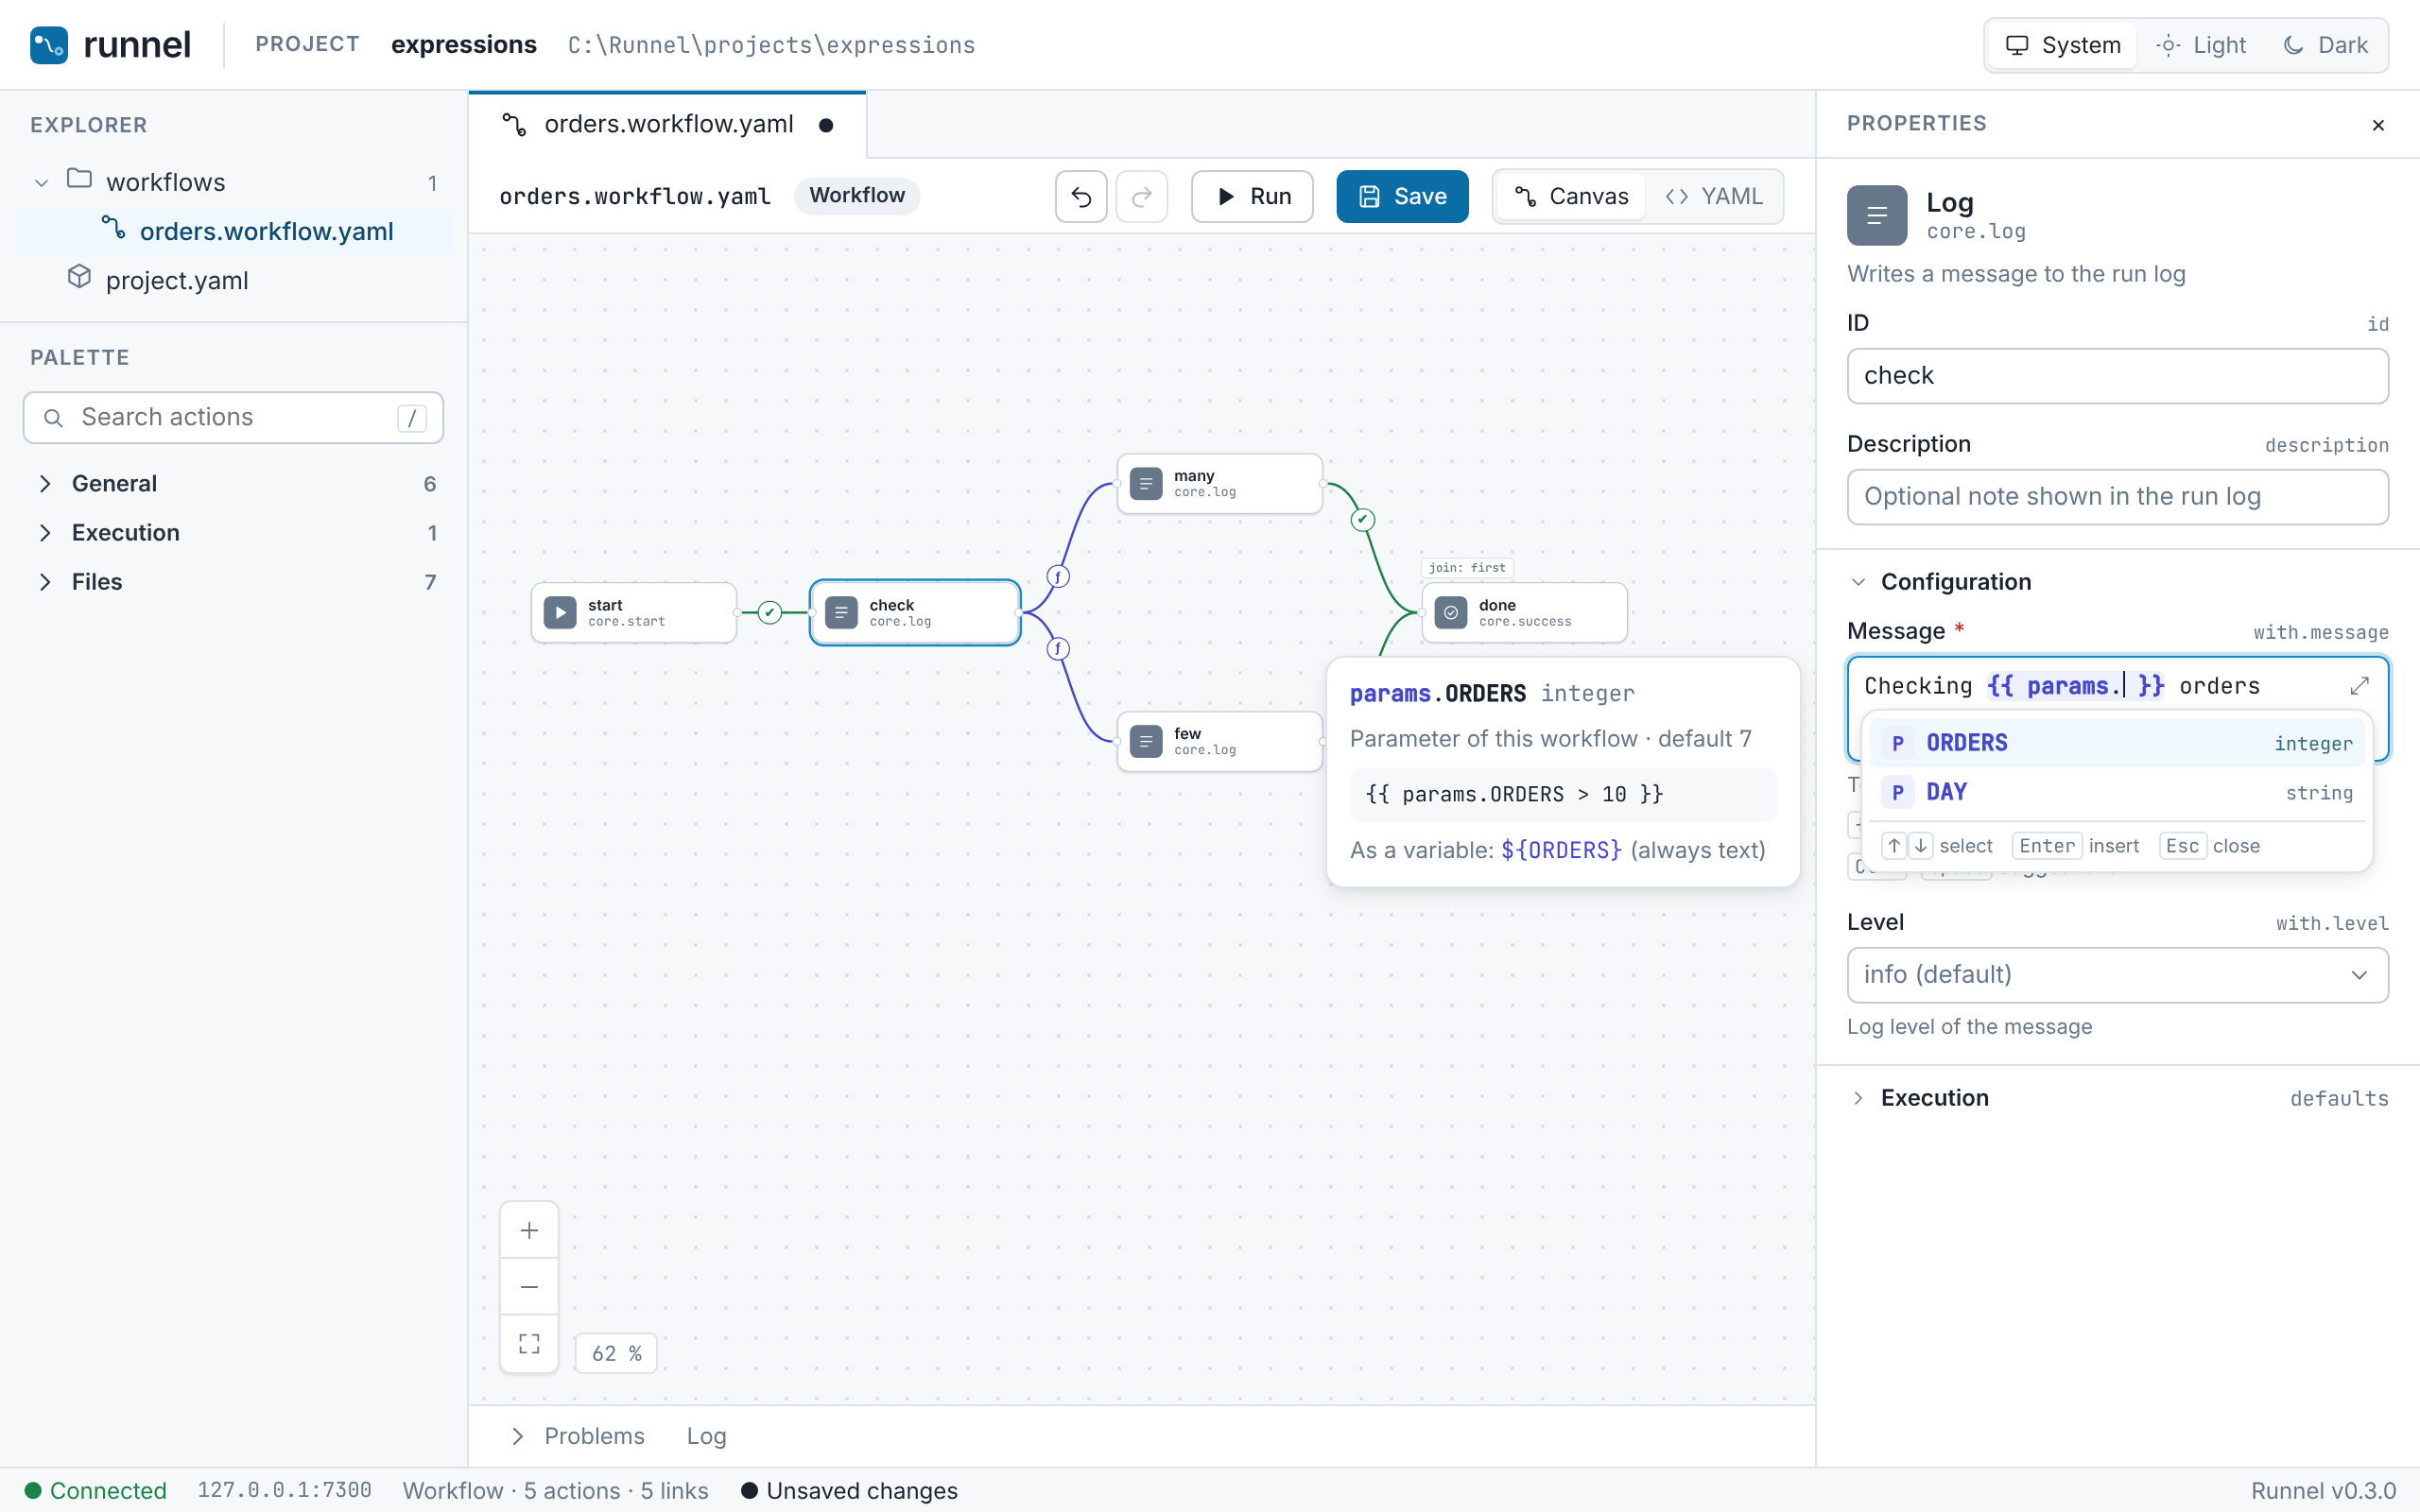 runnel
PROJECT expressions C:\Runnel\projects\expressions
System Light Dark
EXPLORER
workflows 1
orders.workflow.yaml
project.yaml
PALETTE
Search actions /
General 6
Execution 1
Files 7
orders.workflow.yaml
orders.workflow.yaml Workflow
Run Save Canvas YAML
start
core.start
check
core.log
many
core.log
few
core.log
join: first
done
core.success
params.ORDERS integer
Parameter of this workflow · default 7
{{ params.ORDERS > 10 }}
As a variable: ${ORDERS} (always text)
62 %
Problems Log
PROPERTIES
Log
core.log
Writes a message to the run log
ID id
check
Description description
Optional note shown in the run log
Configuration
Message * with.message
Checking {{ params. }} orders
P ORDERS integer
P DAY string
↑ ↓ select Enter insert Esc close
Level with.level
info (default)
Log level of the message
Execution defaults
Connected 127.0.0.1:7300 Workflow · 5 actions · 5 links Unsaved changes
Runnel v0.3.0